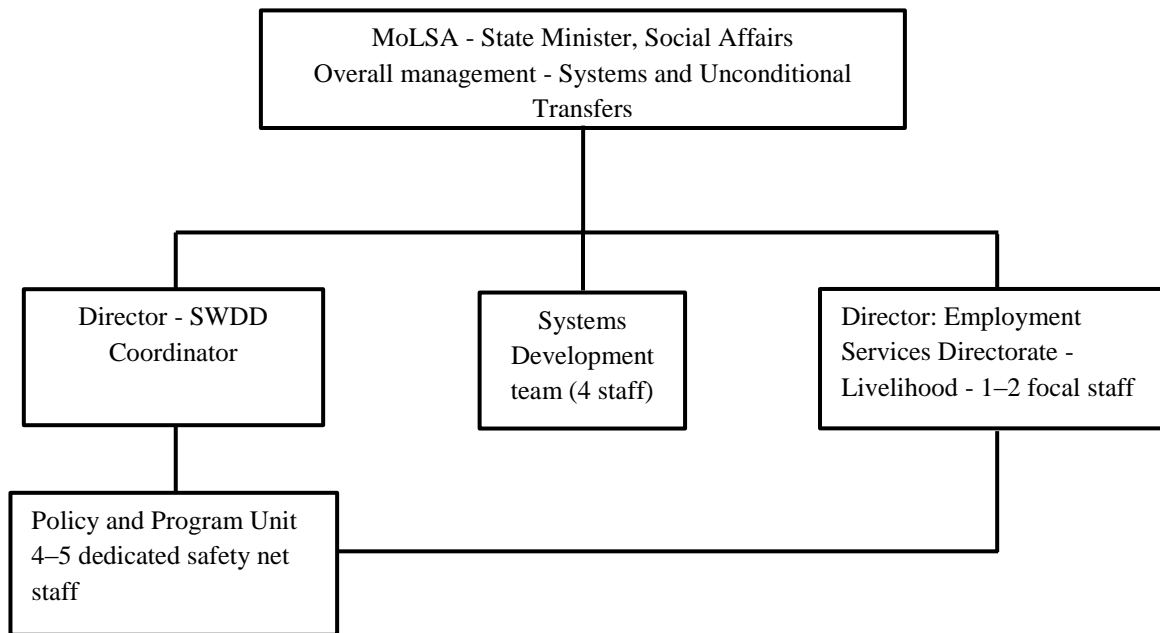 MoLSA - State Minister, Social Affairs
Overall management - Systems and Unconditional
Transfers
Director - SWDD
Coordinator
Systems
Development
team (4 staff)
Director: Employment
Services Directorate -
Livelihood - 1–2 focal staff
Policy and Program Unit
4–5 dedicated safety net
staff